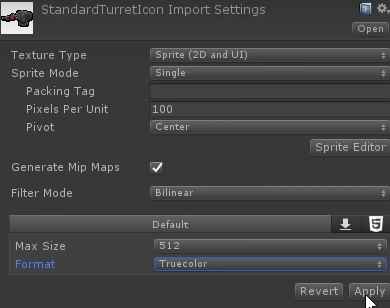 StandardTurretIcon Import Settings
Open
Texture Type Sprite (2D and UI)
Sprite Mode Single
Packing Tag
Pixels Per Unit 100
Pivot Center
Sprite Editor
Generate Mip Maps
Filter Mode Bilinear
Default
Max Size 512
Format Truecolor
Revert Apply